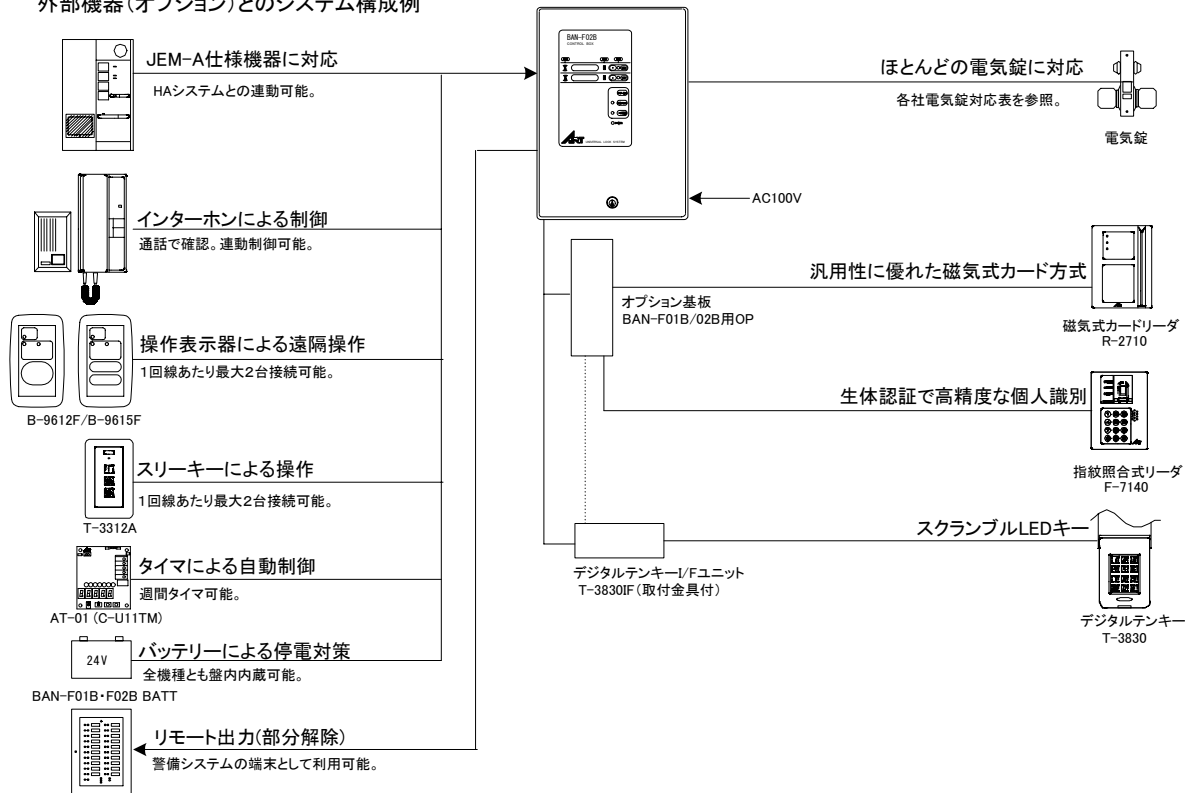 外部機器(オプション)とのシステム構成例
JEM-A仕様機器に対応
HAシステムとの連動可能。
インターホンによる制御
通話で確認。連動制御可能。
操作表示器による遠隔操作
1回線あたり最大2台接続可能。
B-9612F/B-9615F
スリーキーによる操作
1回線あたり最大2台接続可能。
T-3312A
タイマによる自動制御
週間タイマ可能。
AT-01 (C-U11TM)
バッテリーによる停電対策
24V
全機種とも盤内内蔵可能。
BAN-F01B・F02B BATT
リモート出力(部分解除)
警備システムの端末として利用可能。
BAN-F02B
CONTROL BOX
ART UNIVERSAL LOCK SYSTEM
AC100V
ほとんどの電気錠に対応
各社電気錠対応表を参照。
電気錠
オプション基板
BAN-F01B/02B用OP
汎用性に優れた磁気式カード方式
磁気式カードリーダ
R-2710
生体認証で高精度な個人識別
指紋照合式リーダ
F-7140
スクランブルLEDキー
デジタルテンキーI/Fユニット
T-3830IF(取付金具付)
デジタルテンキー
T-3830